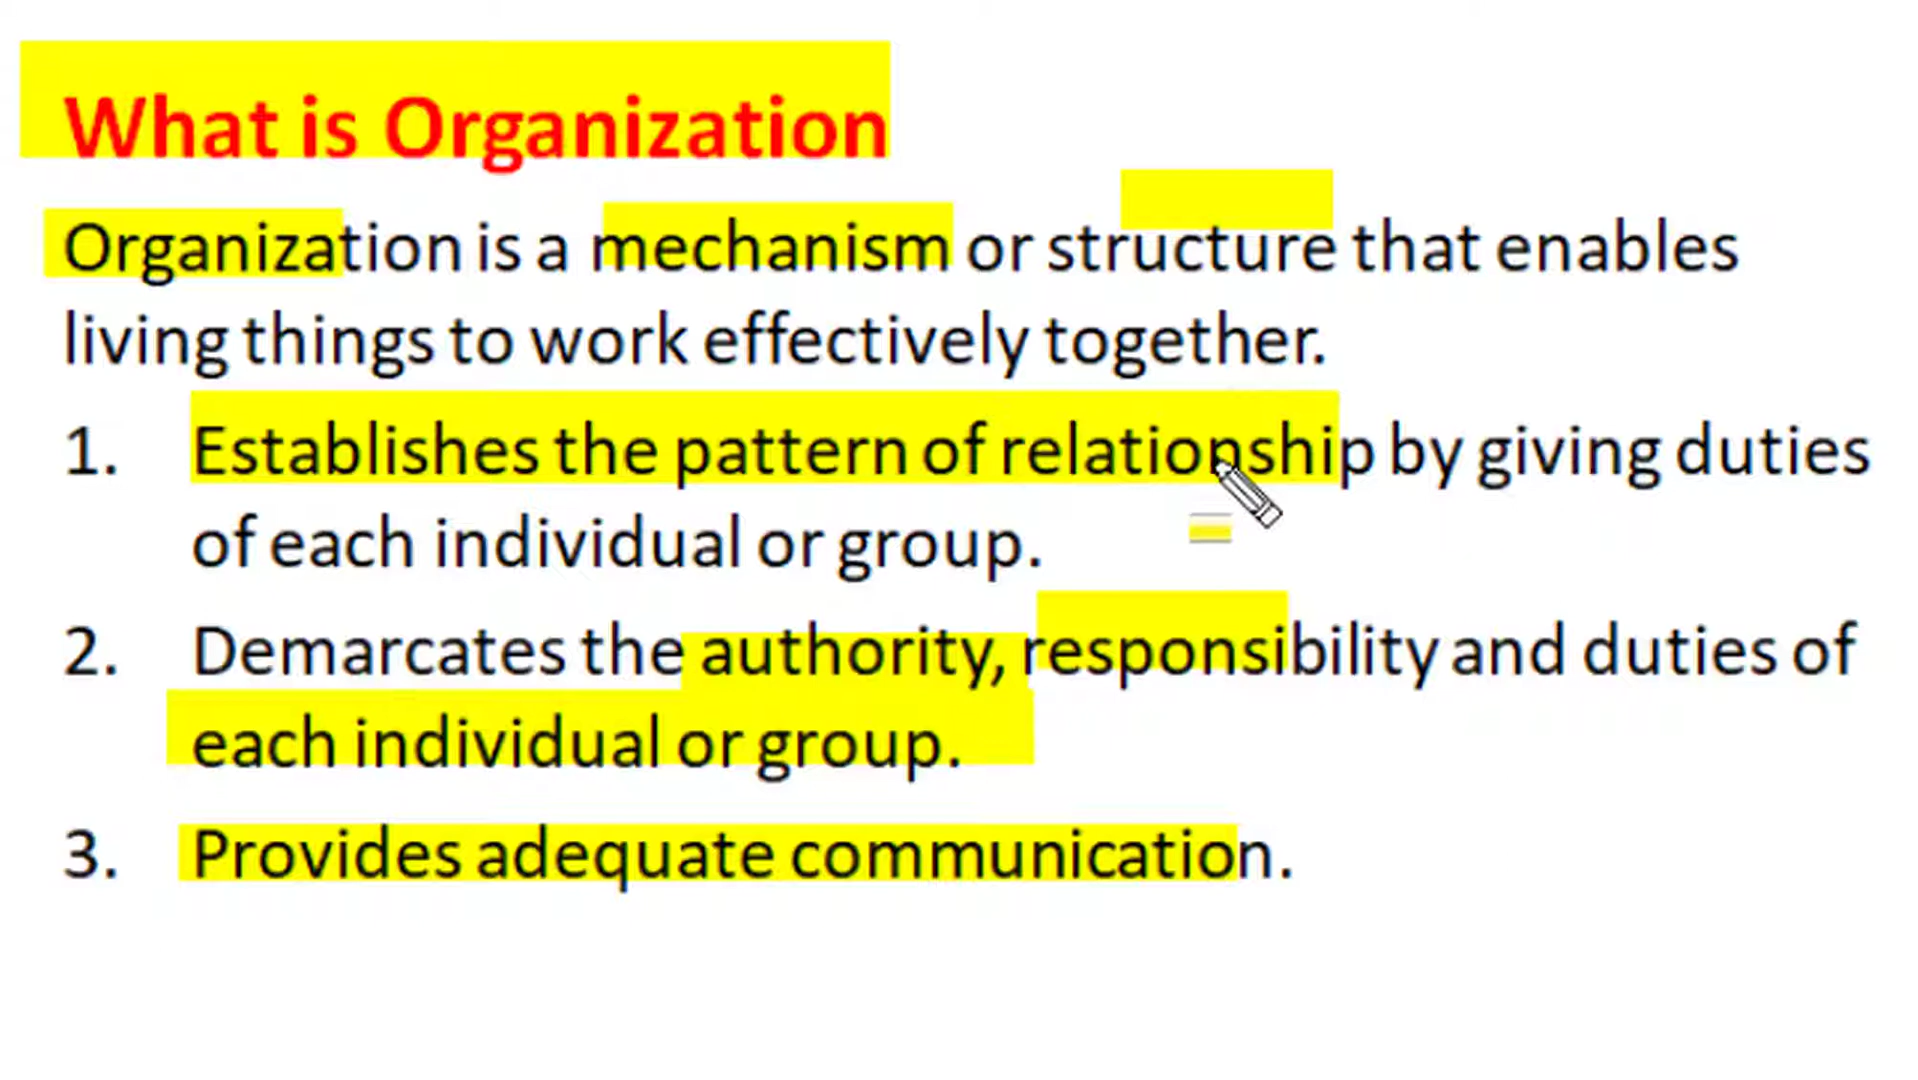 What is Organization
Organization is a mechanism or structure that enables
living things to work effectively together.
1. Establishes the pattern of relationship by giving duties
of each individual or group.
2. Demarcates the authority, responsibility and duties of
each individual or group.
3. Provides adequate communication.